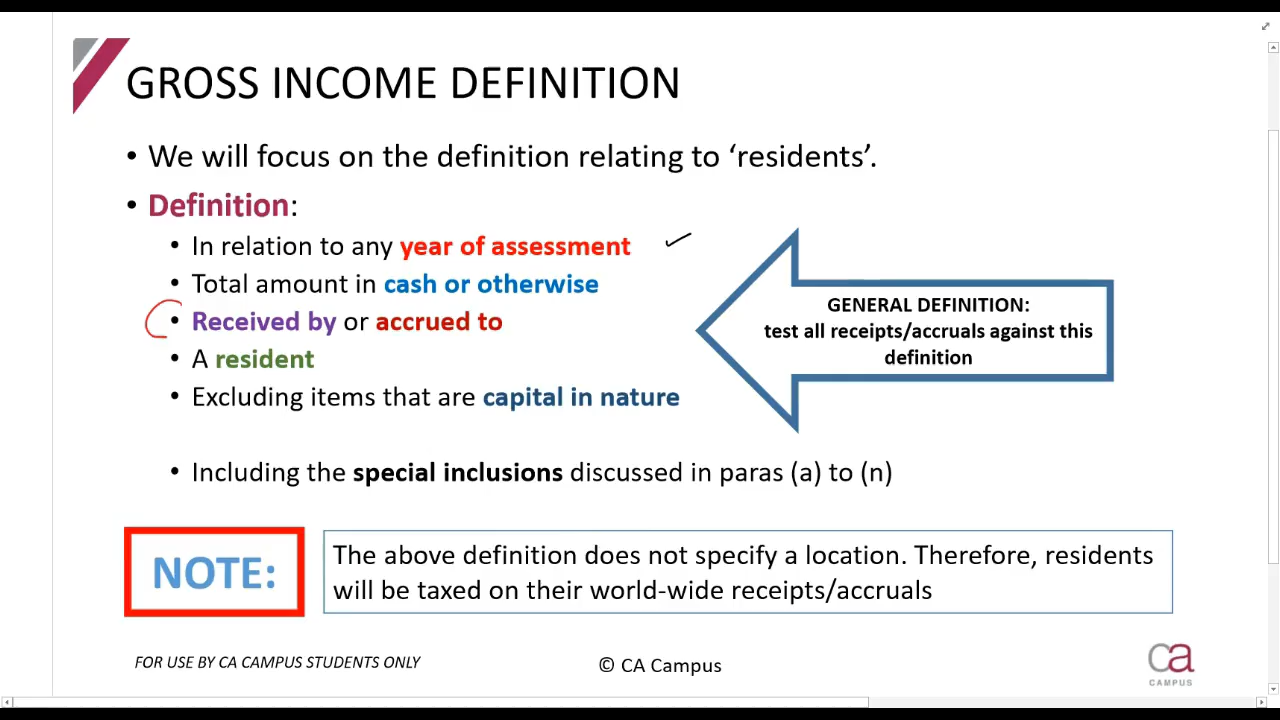 GROSS INCOME DEFINITION
• We will focus on the definition relating to ‘residents’.
• Definition:
• In relation to any year of assessment
• Total amount in cash or otherwise
• Received by or accrued to
• A resident
• Excluding items that are capital in nature
• Including the special inclusions discussed in paras (a) to (n)
GENERAL DEFINITION:
test all receipts/accruals against this
definition
NOTE:
The above definition does not specify a location. Therefore, residents
will be taxed on their world-wide receipts/accruals
FOR USE BY CA CAMPUS STUDENTS ONLY
© CA Campus
ca
CAMPUS